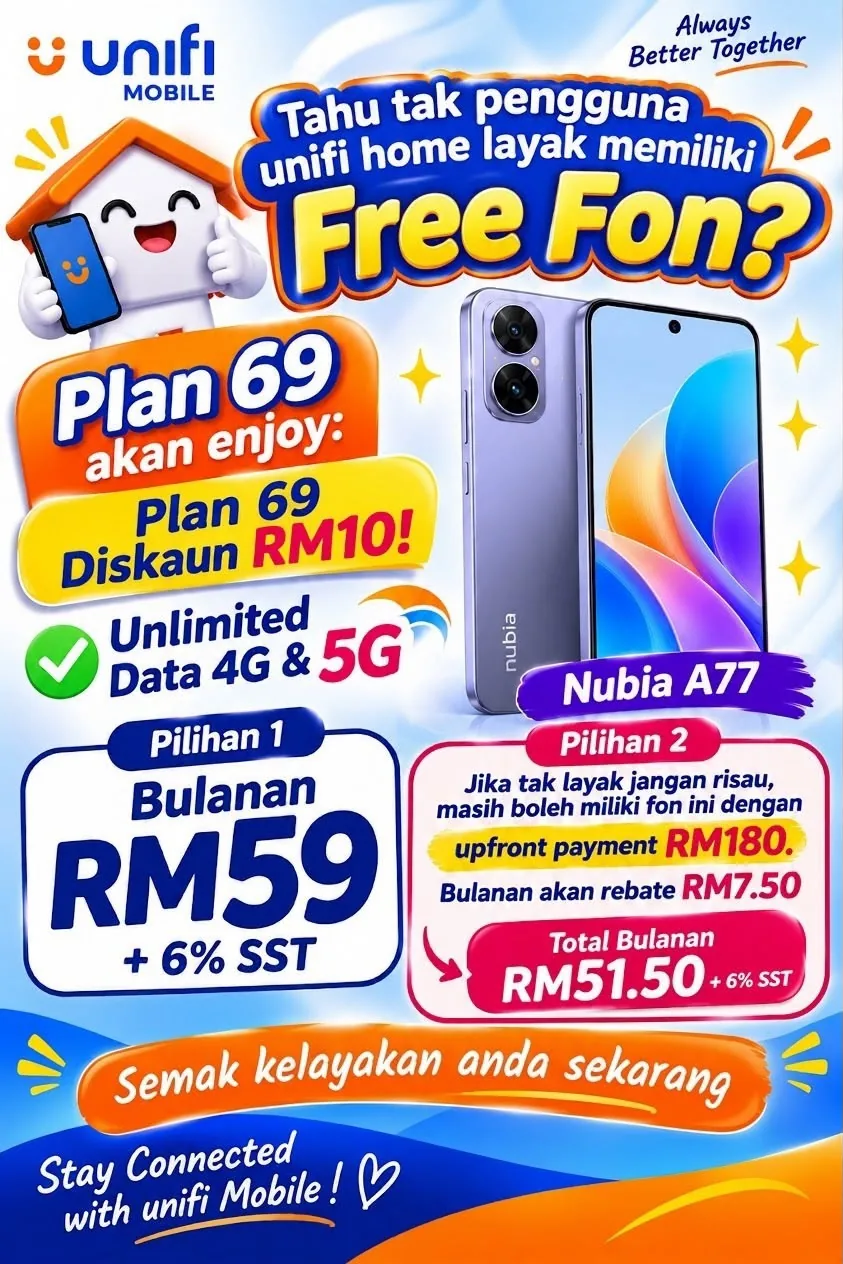 unifi
MOBILE
Always
Better Together
Tahu tak pengguna
unifi home layak memiliki
Free Fon?
Plan 69
akan enjoy:
Plan 69
Diskaun RM10!
Unlimited
Data 4G & 5G
nubia
Nubia A77
Pilihan 1
Bulanan
RM59
+ 6% SST
Pilihan 2
Jika tak layak jangan risau,
masih boleh miliki fon ini dengan
upfront payment RM180.
Bulanan akan rebate RM7.50
Total Bulanan
RM51.50 + 6% SST
Semak kelayakan anda sekarang
Stay Connected
with unifi Mobile!